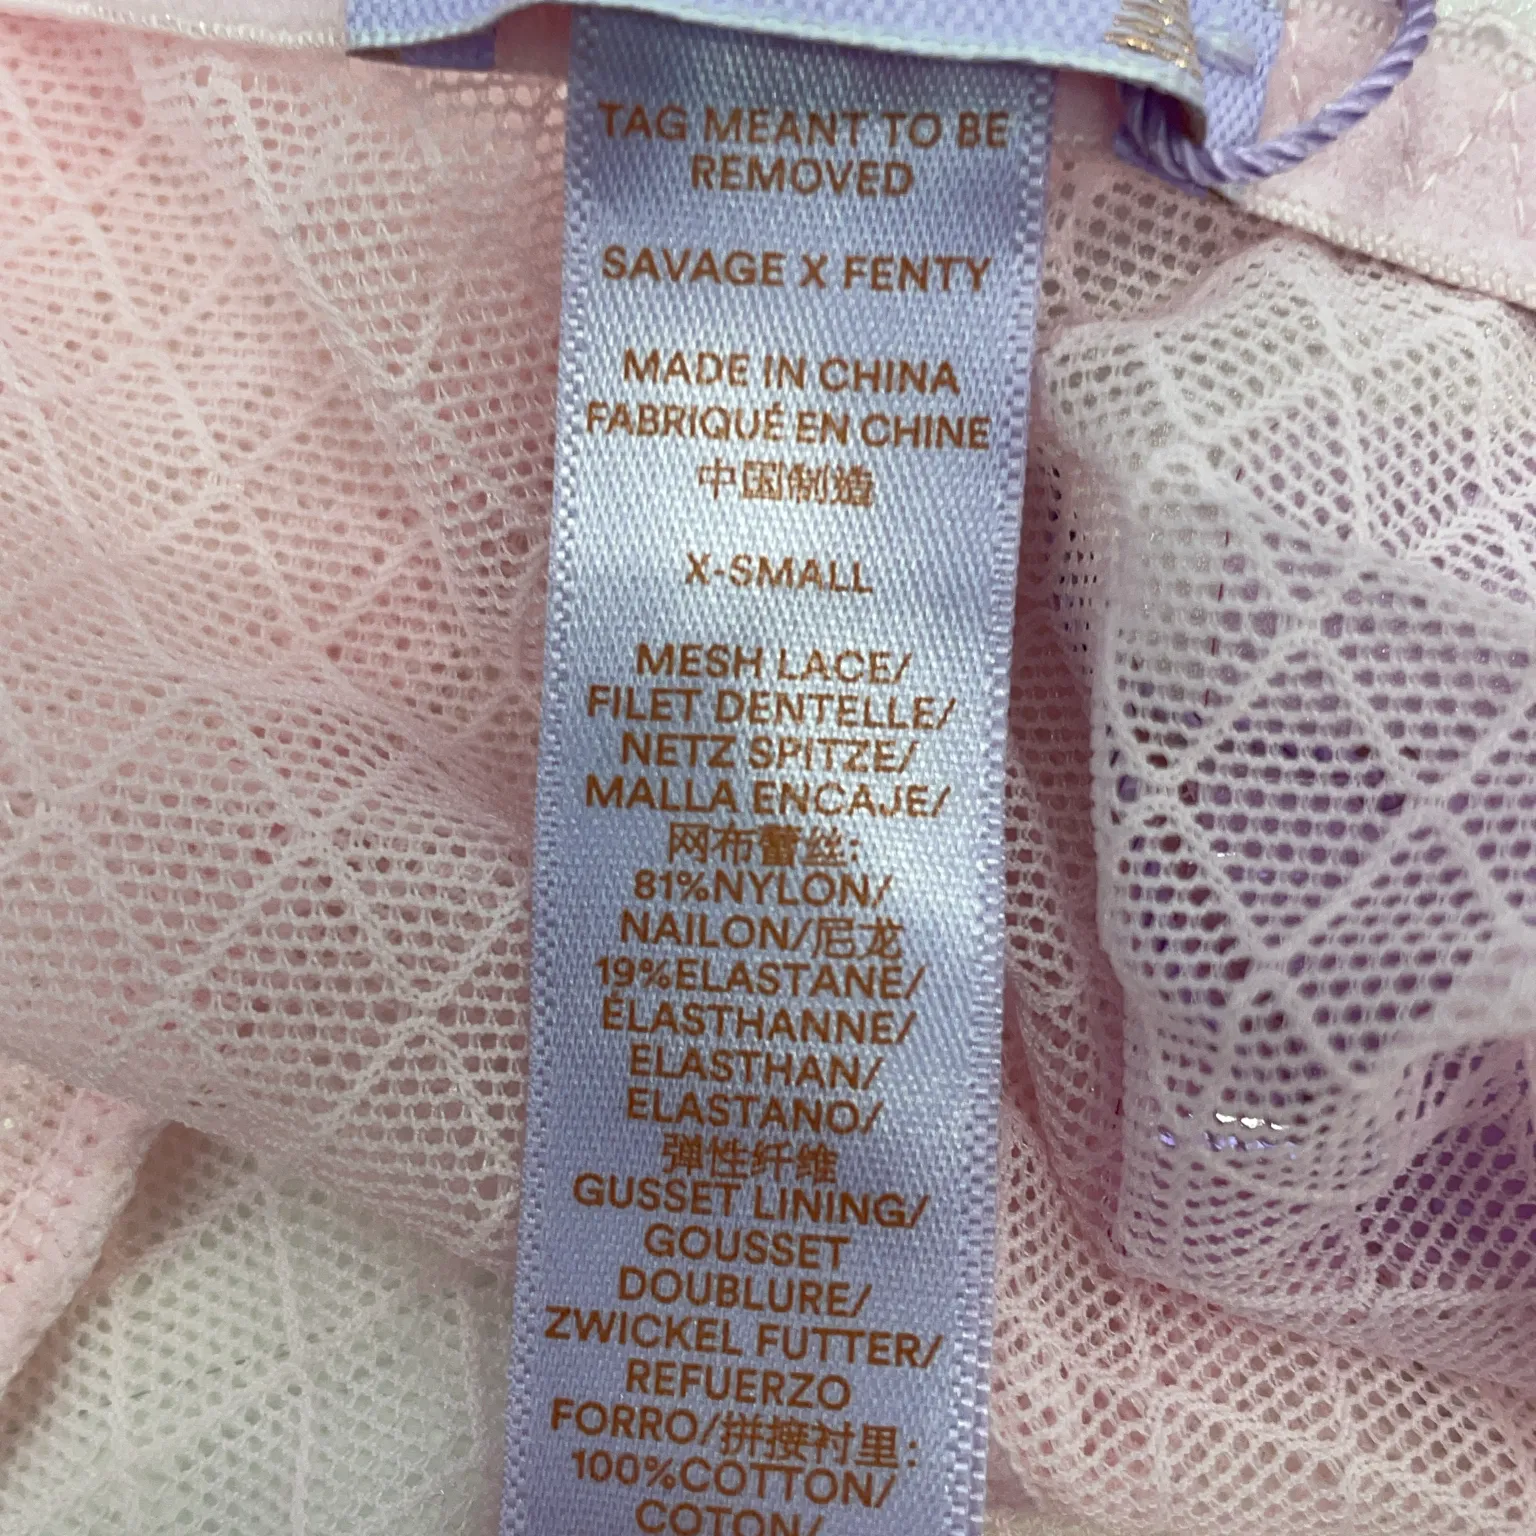 TAG MEANT TO BE
REMOVED
SAVAGE X FENTY
MADE IN CHINA
FABRIQUÉ EN CHINE
中国制造
X-SMALL
MESH LACE/
FILET DENTELLE/
NETZ SPITZE/
MALLA ENCAJE/
网布蕾丝:
81%NYLON/
NAILON/尼龙
19%ELASTANE/
ÉLASTHANNE/
ELASTHAN/
ELASTANO/
弹性纤维
GUSSET LINING/
GOUSSET
DOUBLURE/
ZWICKEL FUTTER/
REFUERZO
FORRO/拼接衬里:
100%COTTON/
COTON/